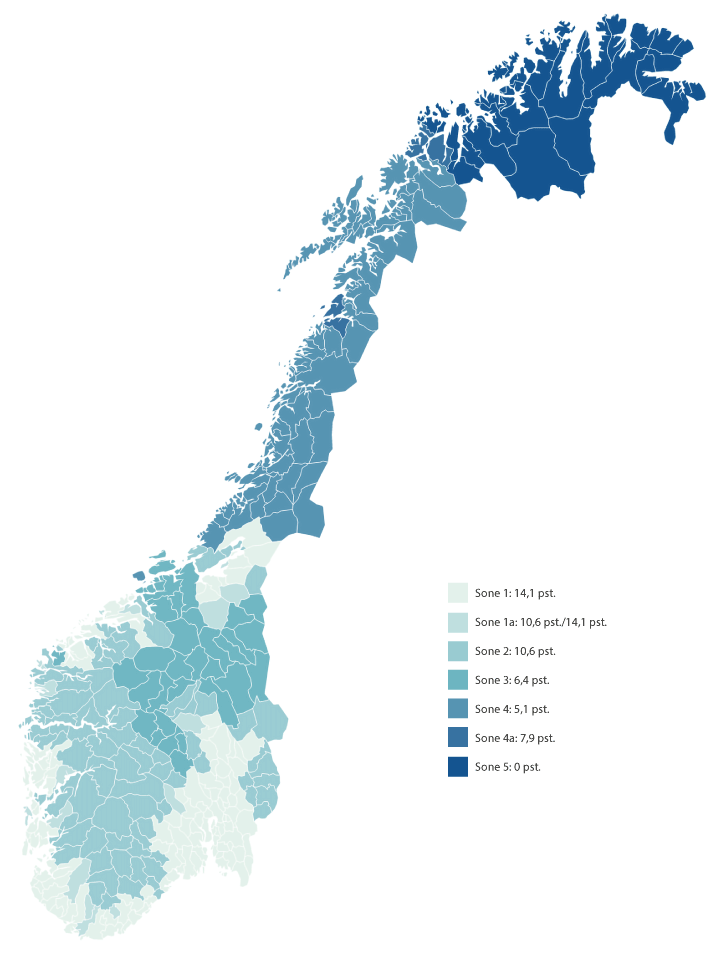 Sone 1: 14,1 pst.
Sone 1a: 10,6 pst./14,1 pst.
Sone 2: 10,6 pst.
Sone 3: 6,4 pst.
Sone 4: 5,1 pst.
Sone 4a: 7,9 pst.
Sone 5: 0 pst.